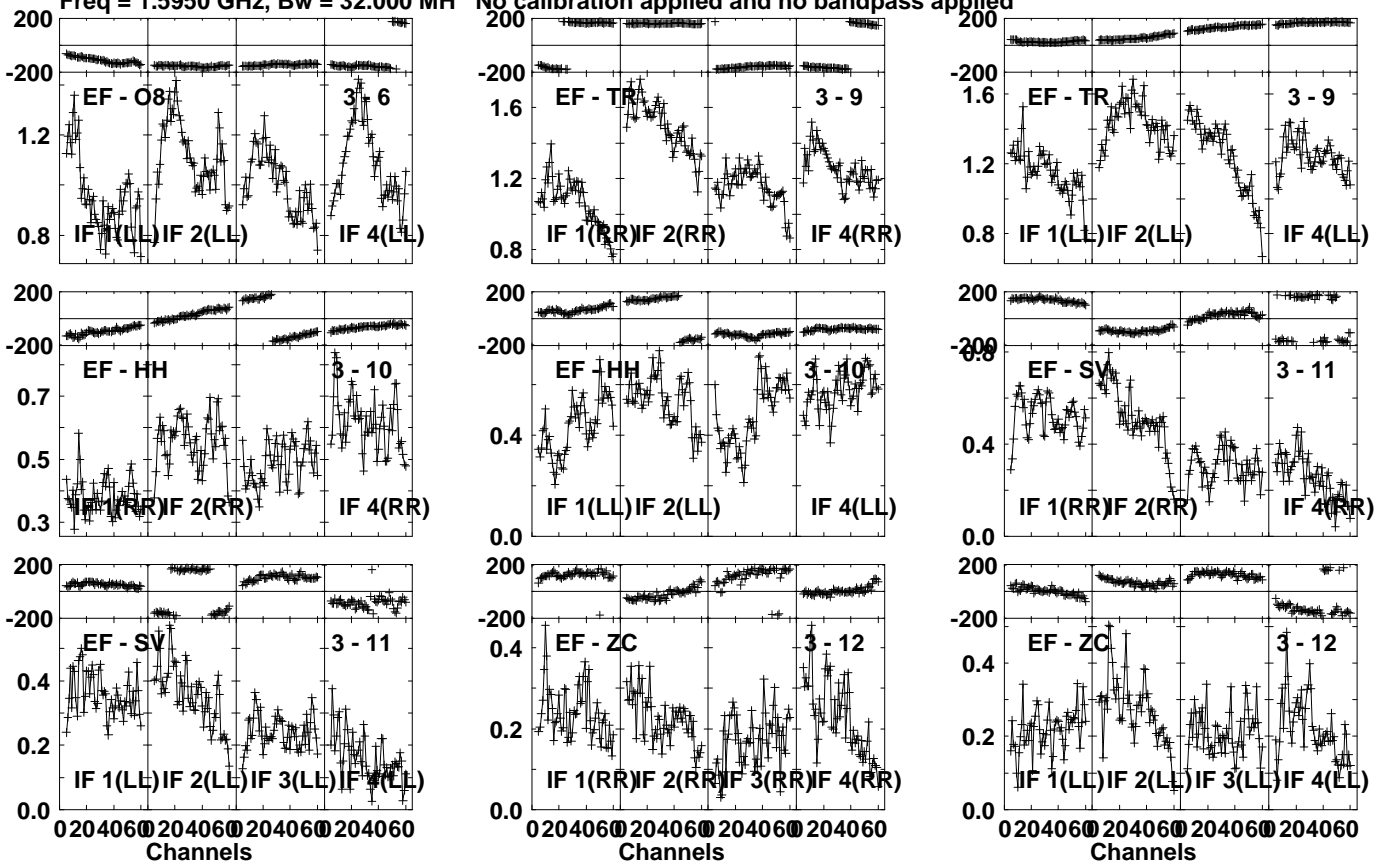 Freq = 1.5950 GHz, Bw = 32.000 MH No calibration applied and no bandpass applied
200
-200
EF - O8
3 - 6
1.2
0.8
IF 1(LL)
IF 2(LL)
IF 4(LL)
200
-200
EF - TR
3 - 9
1.6
1.4
1.2
1.0
0.8
IF 1(RR)
IF 2(RR)
IF 4(RR)
200
-200
EF - TR
3 - 9
1.6
1.4
1.2
1.0
0.8
IF 1(LL)
IF 2(LL)
IF 4(LL)
200
-200
EF - HH
3 - 10
0.7
0.5
0.4
0.3
IF 1(RR)
IF 2(RR)
IF 4(RR)
200
-200
EF - HH
3 - 10
0.4
0.0
IF 1(LL)
IF 2(LL)
IF 4(LL)
200
-200
0.8
EF - SV
3 - 11
0.4
0.0
IF 1(RR)
IF 2(RR)
IF 4(RR)
200
-200
EF - SV
3 - 11
0.4
0.2
0.0
IF 1(LL)
IF 2(LL)
IF 3(LL)
IF 4(LL)
0 20 40 60 0 20 40 60 0 20 40 60 0 20 40 60
Channels
200
-200
EF - ZC
3 - 12
0.4
0.2
0.0
IF 1(RR)
IF 2(RR)
IF 3(RR)
IF 4(RR)
0 20 40 60 0 20 40 60 0 20 40 60 0 20 40 60
Channels
200
-200
EF - ZC
3 - 12
0.4
0.2
0.0
IF 1(LL)
IF 2(LL)
IF 3(LL)
IF 4(LL)
0 20 40 60 0 20 40 60 0 20 40 60 0 20 40 60
Channels